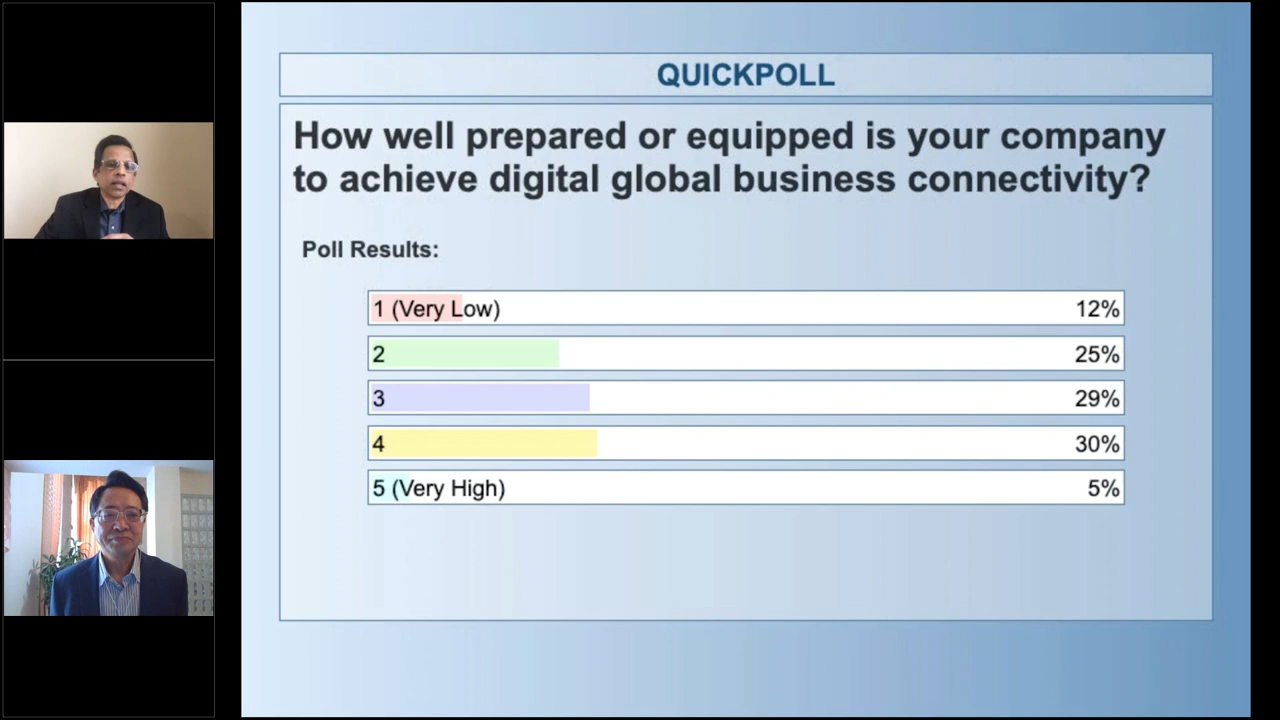 QUICKPOLL
How well prepared or equipped is your company
to achieve digital global business connectivity?
Poll Results:
1 (Very Low) 12%
2 25%
3 29%
4 30%
5 (Very High) 5%